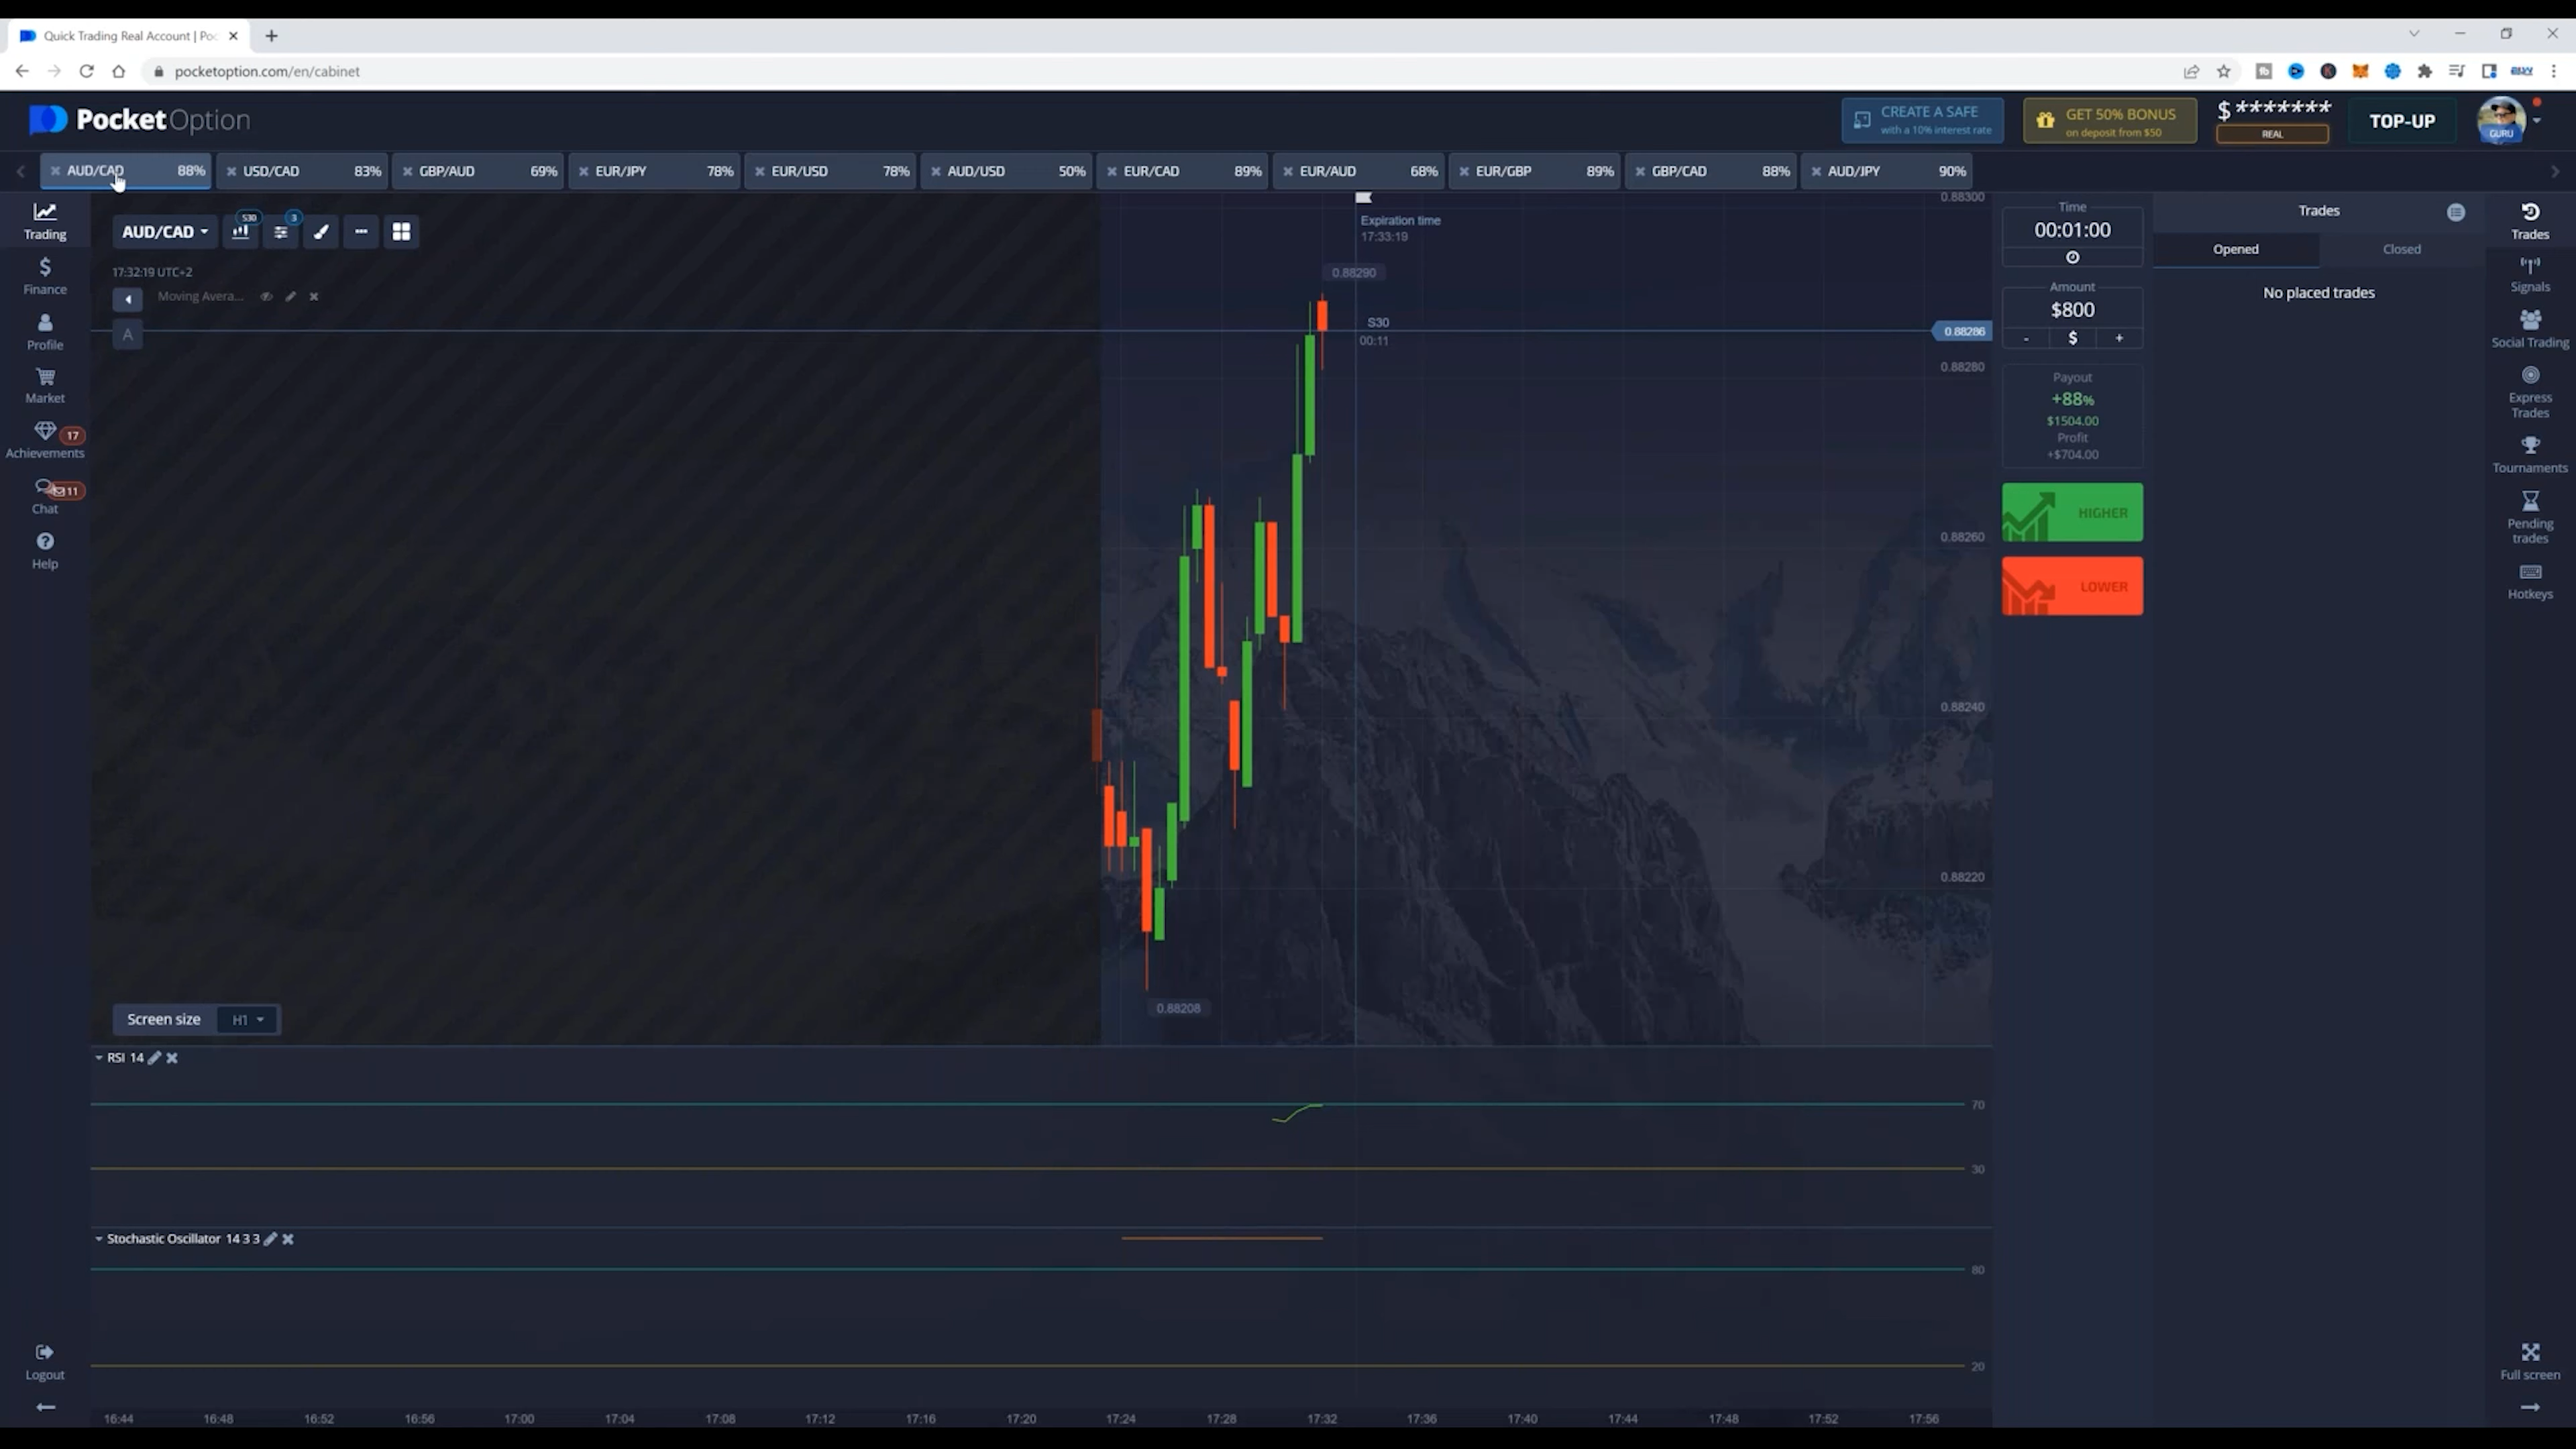 Quick Trading Real Account | Poc
pocketoption.com/en/cabinet
PocketOption
CREATE A SAFE
with a 10% interest rate
GET 50% BONUS
on deposit from $50
$*******
REAL
TOP-UP
GURU
AUD/CAD 88%
USD/CAD 83%
GBP/AUD 69%
EUR/JPY 78%
EUR/USD 78%
AUD/USD 50%
EUR/CAD 89%
EUR/AUD 68%
EUR/GBP 89%
GBP/CAD 88%
AUD/JPY 90%
Trading
Finance
Profile
Market
Achievements
17
Chat
11
Help
Logout
AUD/CAD
S30
3
17:32:19 UTC+2
Moving Avera...
A
Expiration time
17:33:19
0.88290
S30
00:11
0.88208
0.88300
0.88286
0.88280
0.88260
0.88240
0.88220
Screen size H1
RSI 14
70
30
Stochastic Oscillator 14 3 3
80
20
16:44 16:48 16:52 16:56 17:00 17:04 17:08 17:12 17:16 17:20 17:24 17:28 17:32 17:36 17:40 17:44 17:48 17:52 17:56
Time
00:01:00
Amount
$800
- $ +
Payout
+88%
$1504.00
Profit
+$704.00
HIGHER
LOWER
Trades
Opened
Closed
No placed trades
Trades
Signals
Social Trading
Express
Trades
Tournaments
Pending
trades
Hotkeys
Full screen